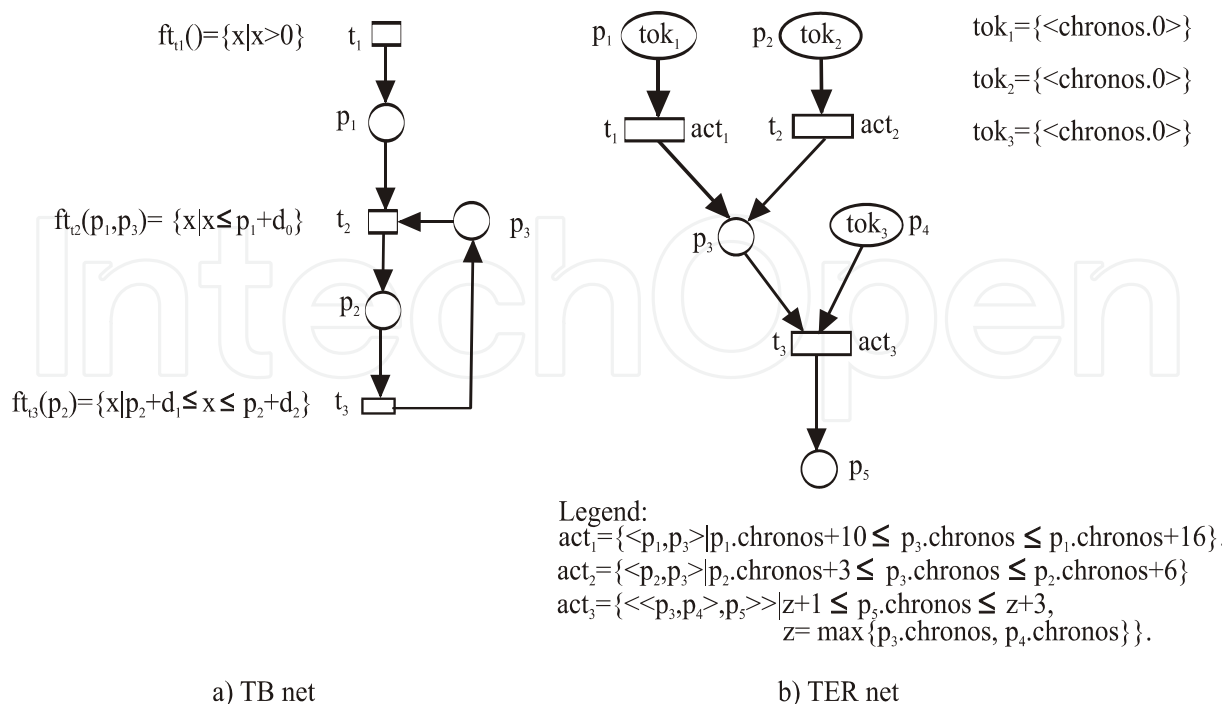 ft_t1()={x|x>0}
t_1
p_1
ft_t2(p_1,p_3)= {x|x≤p_1+d_0}
t_2
p_3
p_2
ft_t3(p_2)={x|p_2+d_1≤x ≤ p_2+d_2}
t_3
a) TB net
p_1
tok_1
p_2
tok_2
tok_1={<chronos.0>}
tok_2={<chronos.0>}
tok_3={<chronos.0>}
t_1
act_1
t_2
act_2
p_3
tok_3
p_4
t_3
act_3
p_5
Legend:
act_1={<p_1,p_3>|p_1.chronos+10 ≤ p_3.chronos ≤ p_1.chronos+16}.
act_2={<p_2,p_3>|p_2.chronos+3 ≤ p_3.chronos ≤ p_2.chronos+6}
act_3={<<p_3,p_4>,p_5>>|z+1 ≤ p_5.chronos ≤ z+3,
z= max{p_3.chronos, p_4.chronos}}.
b) TER net
IntechOpen